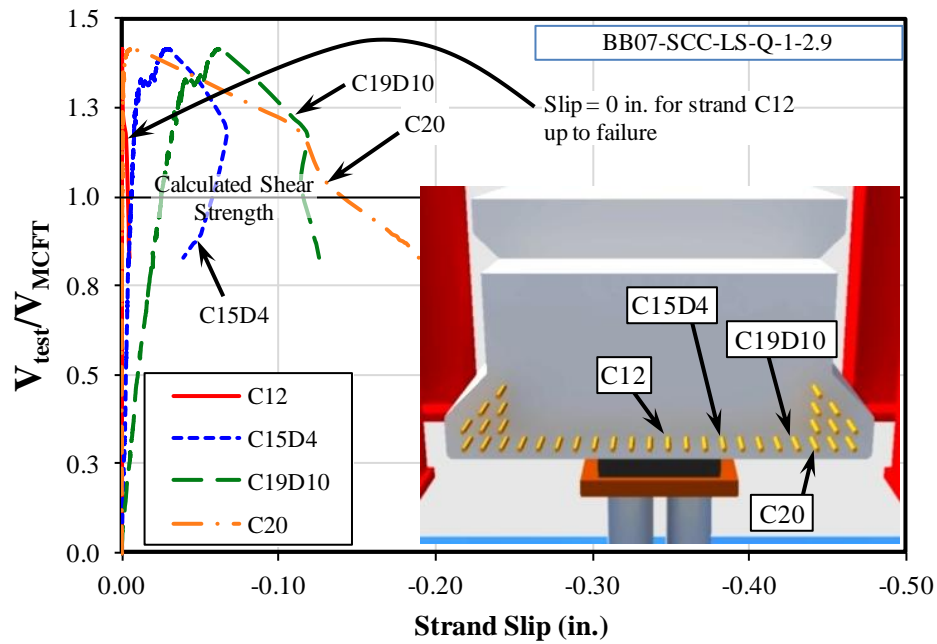 BB07-SCC-LS-Q-1-2.9
1.5
1.3
1.0
0.8
0.5
0.3
0.0
V_test/V_MCFT
C19D10
C20
Slip = 0 in. for strand C12
up to failure
Calculated Shear
Strength
C15D4
C12
C15D4
C19D10
C20
C15D4
C19D10
C12
C20
0.00
-0.10
-0.20
-0.30
-0.40
-0.50
Strand Slip (in.)